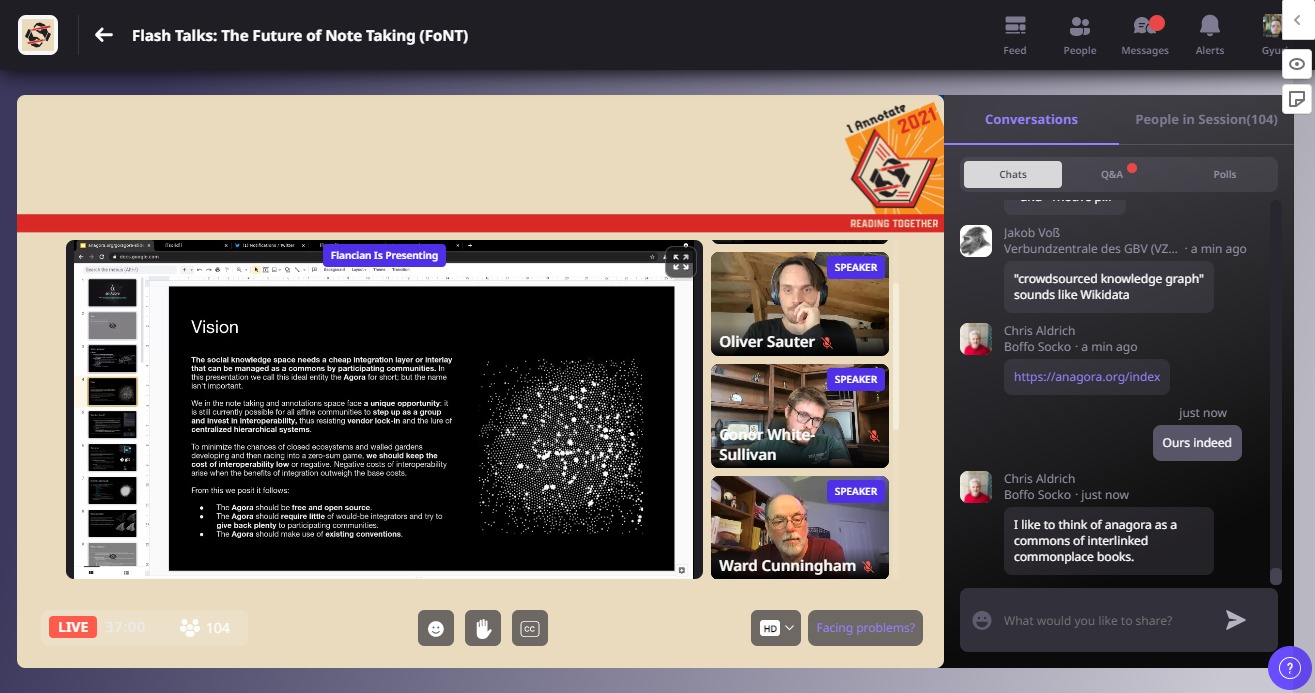 Flash Talks: The Future of Note Taking (FoNT)
Feed
People
Messages
Alerts
Gyu
I Annotate
2021
READING TOGETHER
Flancian Is Presenting
docs.google.com
Search the menus (Alt+/)
Background
Layout
Theme
Transition
Vision
The social knowledge space needs a cheap integration layer or interlay
that can be managed as a commons by participating communities. In
this presentation we call this ideal entity the Agora for short; but the name
isn't important.
We in the note taking and annotations space face a unique opportunity: it
is still currently possible for all affine communities to step up as a group
and invest in interoperability, thus resisting vendor lock-in and the lure of
centralized hierarchical systems.
To minimize the chances of closed ecosystems and walled gardens
developing and then racing into a zero-sum game, we should keep the
cost of interoperability low or negative. Negative costs of interoperability
arise when the benefits of integration outweigh the base costs.
From this we posit it follows:
● The Agora should be free and open source.
● The Agora should require little of would-be integrators and try to
give back plenty to participating communities.
● The Agora should make use of existing conventions.
SPEAKER
Oliver Sauter
SPEAKER
Conor White-
Sullivan
SPEAKER
Ward Cunningham
LIVE
37:00
104
CC
HD
Facing problems?
Conversations
People in Session(104)
Chats
Q&A
Polls
Jakob Voß
Verbundzentrale des GBV (VZ... · a min ago
"crowdsourced knowledge graph"
sounds like Wikidata
Chris Aldrich
Boffo Socko · a min ago
https://anagora.org/index
just now
Ours indeed
Chris Aldrich
Boffo Socko · just now
I like to think of anagora as a
commons of interlinked
commonplace books.
What would you like to share?
?